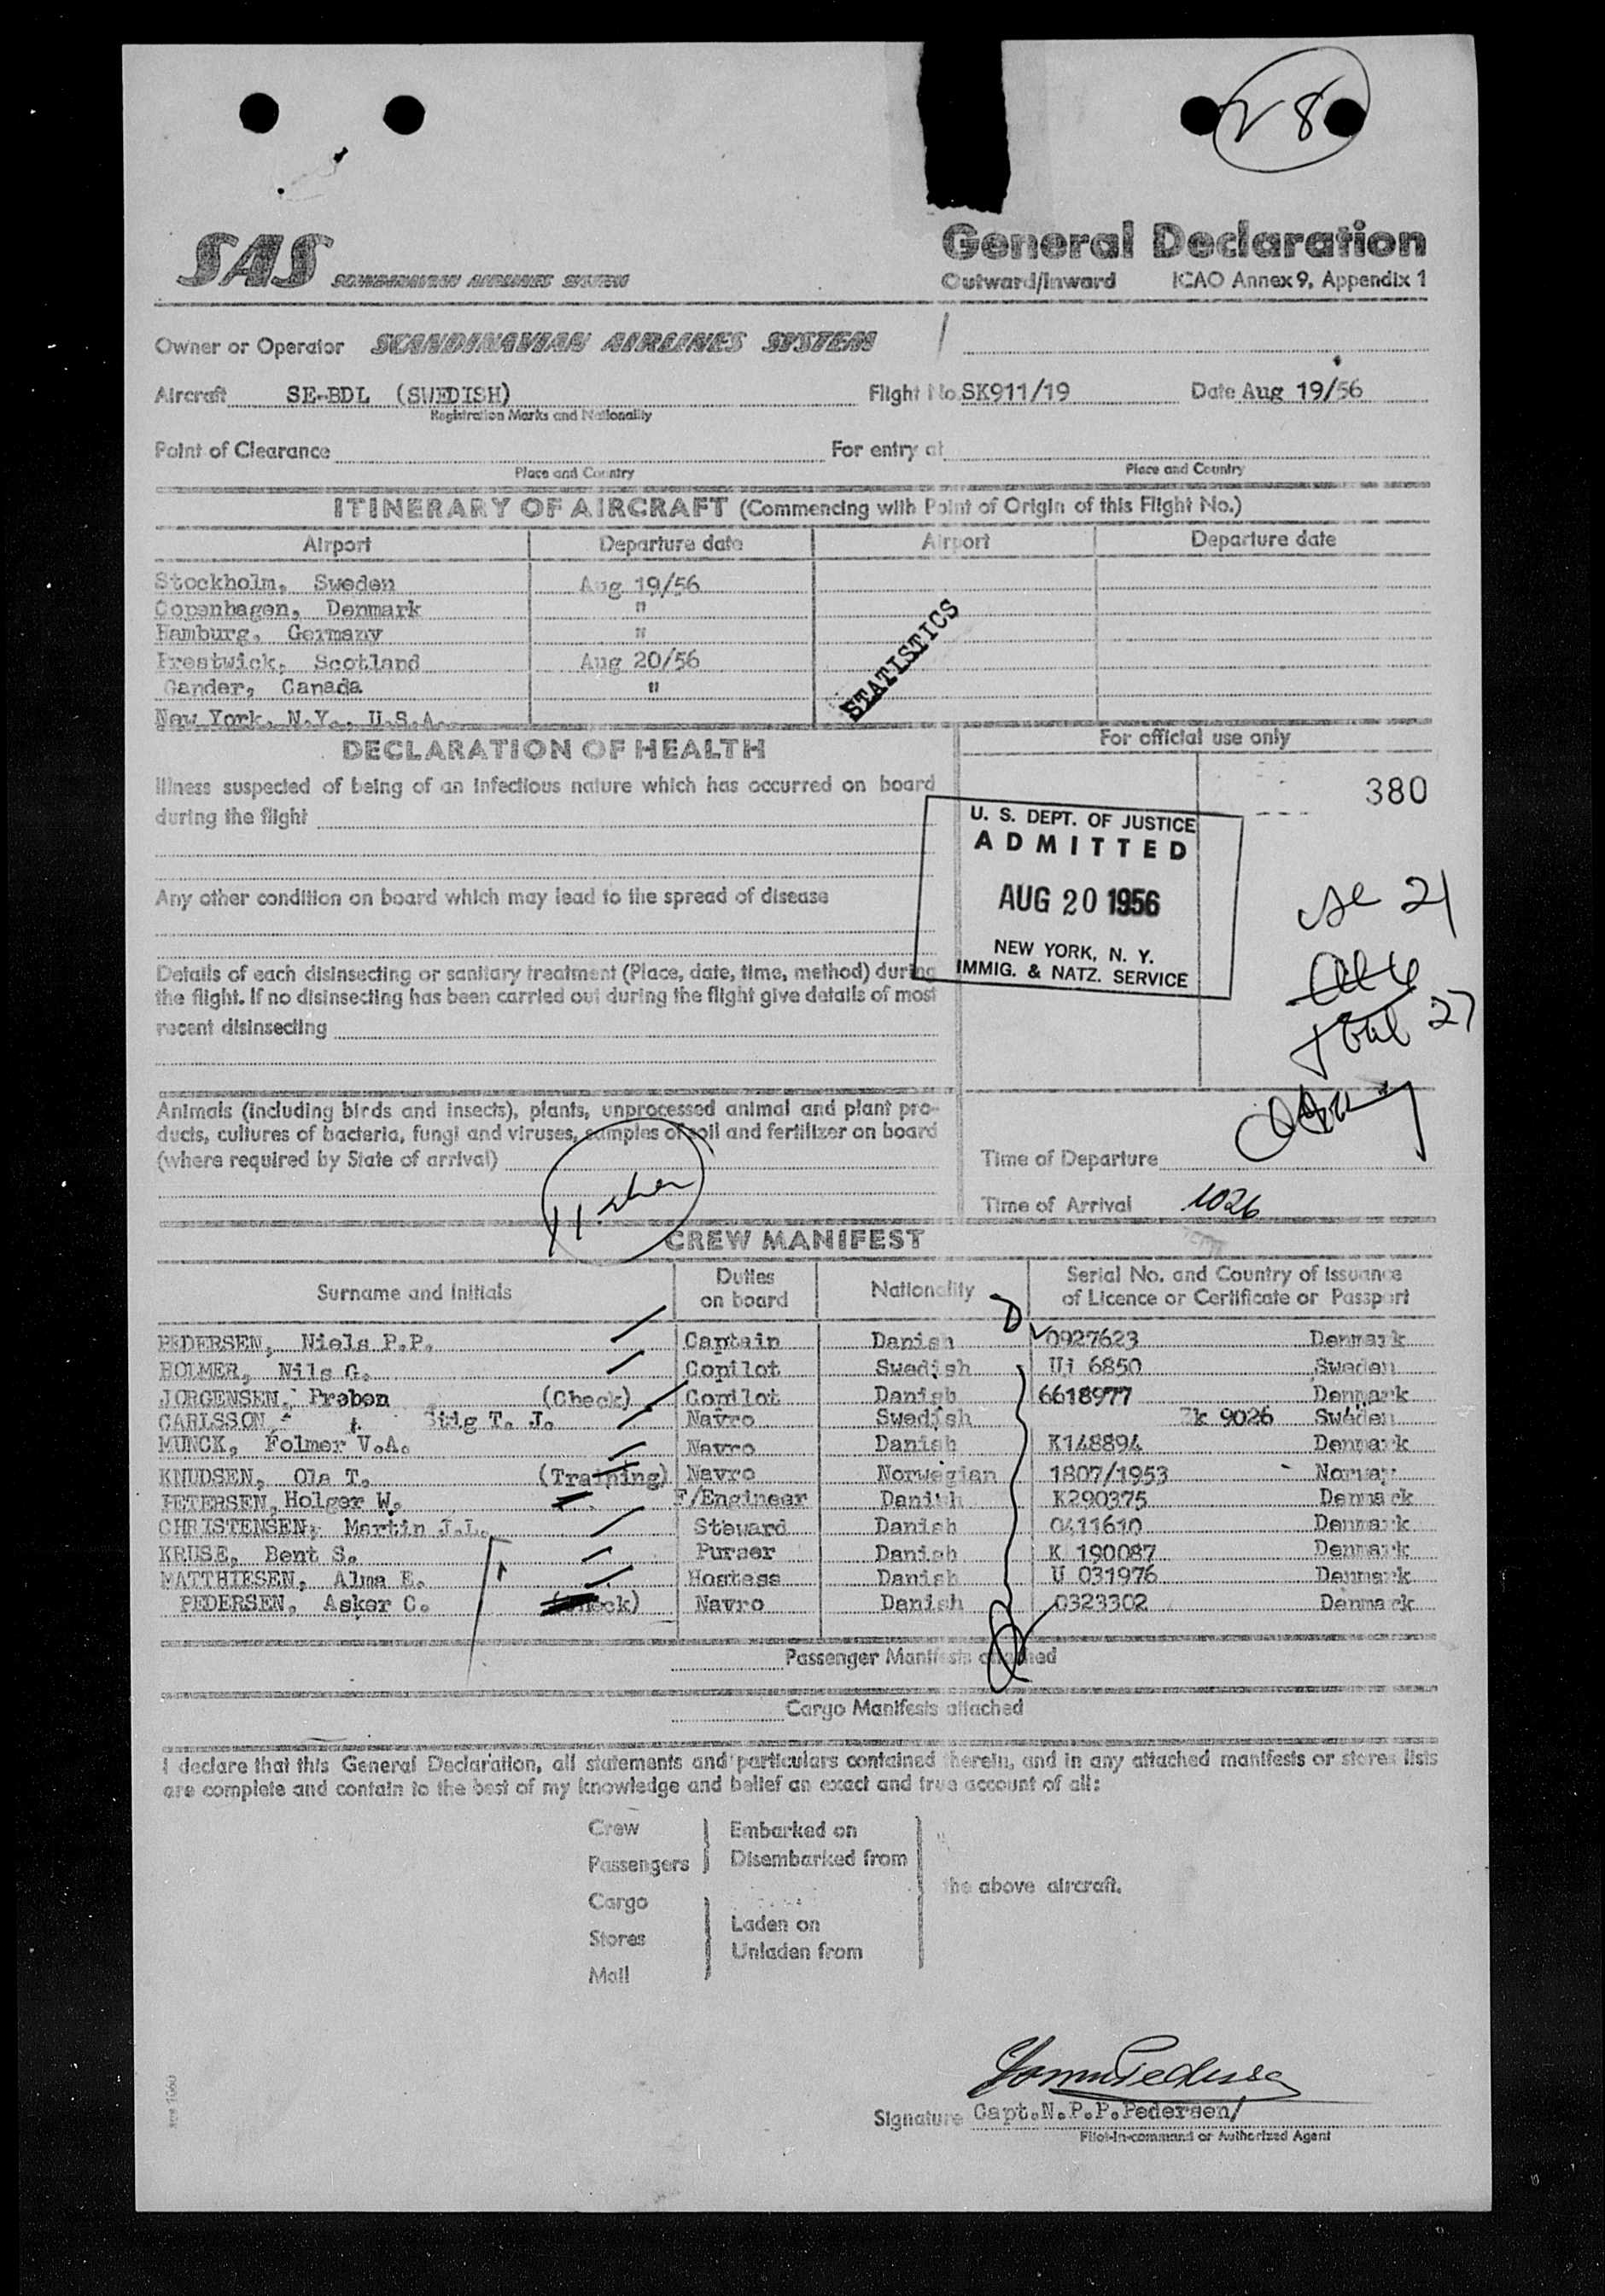 28
SAS SCANDINAVIAN AIRLINES SYSTEM
General Declaration
Outward/Inward ICAO Annex 9, Appendix 1
Owner or Operator SCANDINAVIAN AIRLINES SYSTEM
Aircraft SE-BDL (SWEDISH) Flight No. SK911/19 Date Aug 19/56
Registration Marks and Nationality
Point of Clearance For entry at
Place and Country Place and Country
ITINERARY OF AIRCRAFT (Commencing with Point of Origin of this Flight No.)
Airport Departure date Airport Departure date
Stockholm, Sweden Aug 19/56
Copenhagen, Denmark "
Hamburg, Germany "
Prestwick, Scotland Aug 20/56
Gander, Canada "
New York, N.Y., U.S.A.
STATISTICS
DECLARATION OF HEALTH
For official use only
Illness suspected of being of an infectious nature which has occurred on board
during the flight
380
U. S. DEPT. OF JUSTICE
ADMITTED
AUG 20 1956
NEW YORK, N. Y.
IMMIG. & NATZ. SERVICE
Any other condition on board which may lead to the spread of disease
21
Details of each disinsecting or sanitary treatment (Place, date, time, method) during
the flight. If no disinsecting has been carried out during the flight give details of most
recent disinsecting
total 27
Animals (including birds and insects), plants, unprocessed animal and plant pro-
ducts, cultures of bacteria, fungi and viruses, samples of soil and fertilizer on board
(where required by State of arrival)
Time of Departure
Time of Arrival 1026
11
CREW MANIFEST
Surname and Initials Duties on board Nationality Serial No. and Country of Issuance of Licence or Certificate or Passport
PEDERSEN, Niels P.P. Captain Danish 0927623 Denmark
HOLMER, Nils G. Copilot Swedish Ui 6850 Sweden
JORGENSEN, Preben (Check) Copilot Danish 6618977 Denmark
CARLSSON, Stig T. J. Navro Swedish Zk 9026 Sweden
MUNCK, Folmer V.A. Navro Danish K148894 Denmark
KNUDSEN, Ola T. (Training) Navro Norwegian 1807/1953 Norway
PETERSEN, Holger W. F/Engineer Danish K290375 Denmark
CHRISTENSEN, Martin J.L. Steward Danish 0411610 Denmark
KRUSE, Bent S. Purser Danish K 190087 Denmark
MATTHIESEN, Alma E. Hostess Danish U 031976 Denmark
PEDERSEN, Asker C. (Check) Navro Danish 0323302 Denmark
Passenger Manifests attached
Cargo Manifests attached
I declare that this General Declaration, all statements and particulars contained therein, and in any attached manifests or stores lists
are complete and contain to the best of my knowledge and belief an exact and true account of all:
Crew Embarked on
Passengers Disembarked from
the above aircraft.
Cargo
Laden on
Stores
Unladen from
Mail
Signature Capt.N.P.P.Pedersen/
Pilot-in-command or Authorized Agent